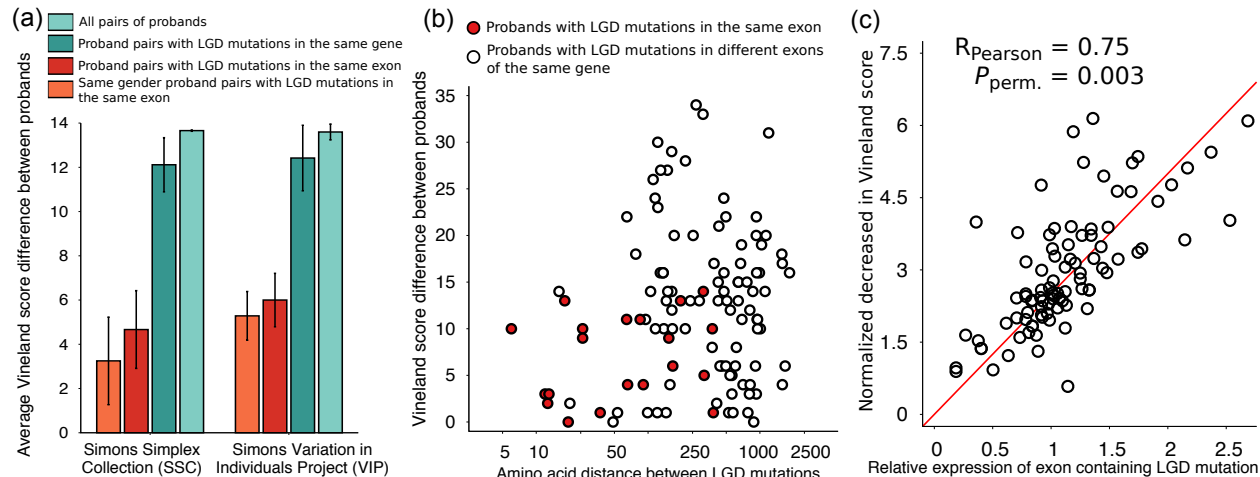 (a)
All pairs of probands
Proband pairs with LGD mutations in the same gene
Proband pairs with LGD mutations in the same exon
Same gender proband pairs with LGD mutations in
the same exon
Average Vineland score difference between probands
14
12
10
8
6
4
2
0
Simons Simplex
Collection (SSC)
Simons Variation in
Individuals Project (VIP)
(b)
Probands with LGD mutations in the same exon
Probands with LGD mutations in different exons
of the same gene
Vineland score difference between probands
35
30
25
20
15
10
5
0
5
10
50
250
1000
2500
Amino acid distance between LGD mutations
(c)
R_Pearson = 0.75
P_perm. = 0.003
Normalized decreased in Vineland score
7.5
6
4.5
3
1.5
0
0
0.5
1
1.5
2
2.5
Relative expression of exon containing LGD mutation